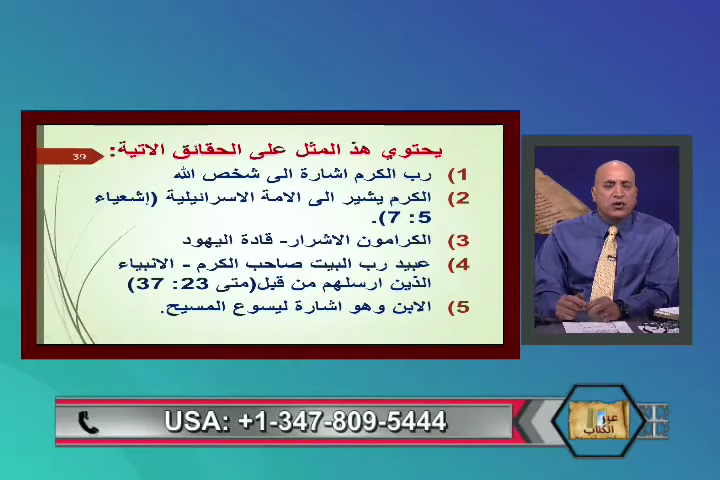 39
يحتوي هذ المثل على الحقائق الاتية:
1) رب الكرم اشارة الى شخص الله
2) الكرم يشير الى الامة الاسرائيلية (إشعياء
5: 7).
3) الكرامون الاشرار- قادة اليهود
4) عبيد رب البيت صاحب الكرم - الانبياء
الذين ارسلهم من قبل(متى 23: 37)
5) الابن وهو اشارة ليسوع المسيح.
USA: +1-347-809-5444
عبر
الكتاب